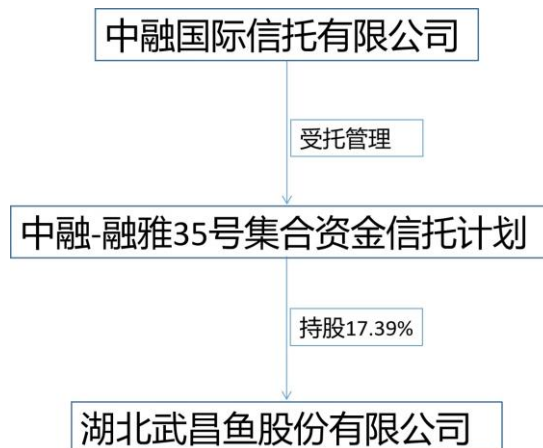 中融国际信托有限公司
受托管理
中融-融雅35号集合资金信托计划
持股17.39%
湖北武昌鱼股份有限公司